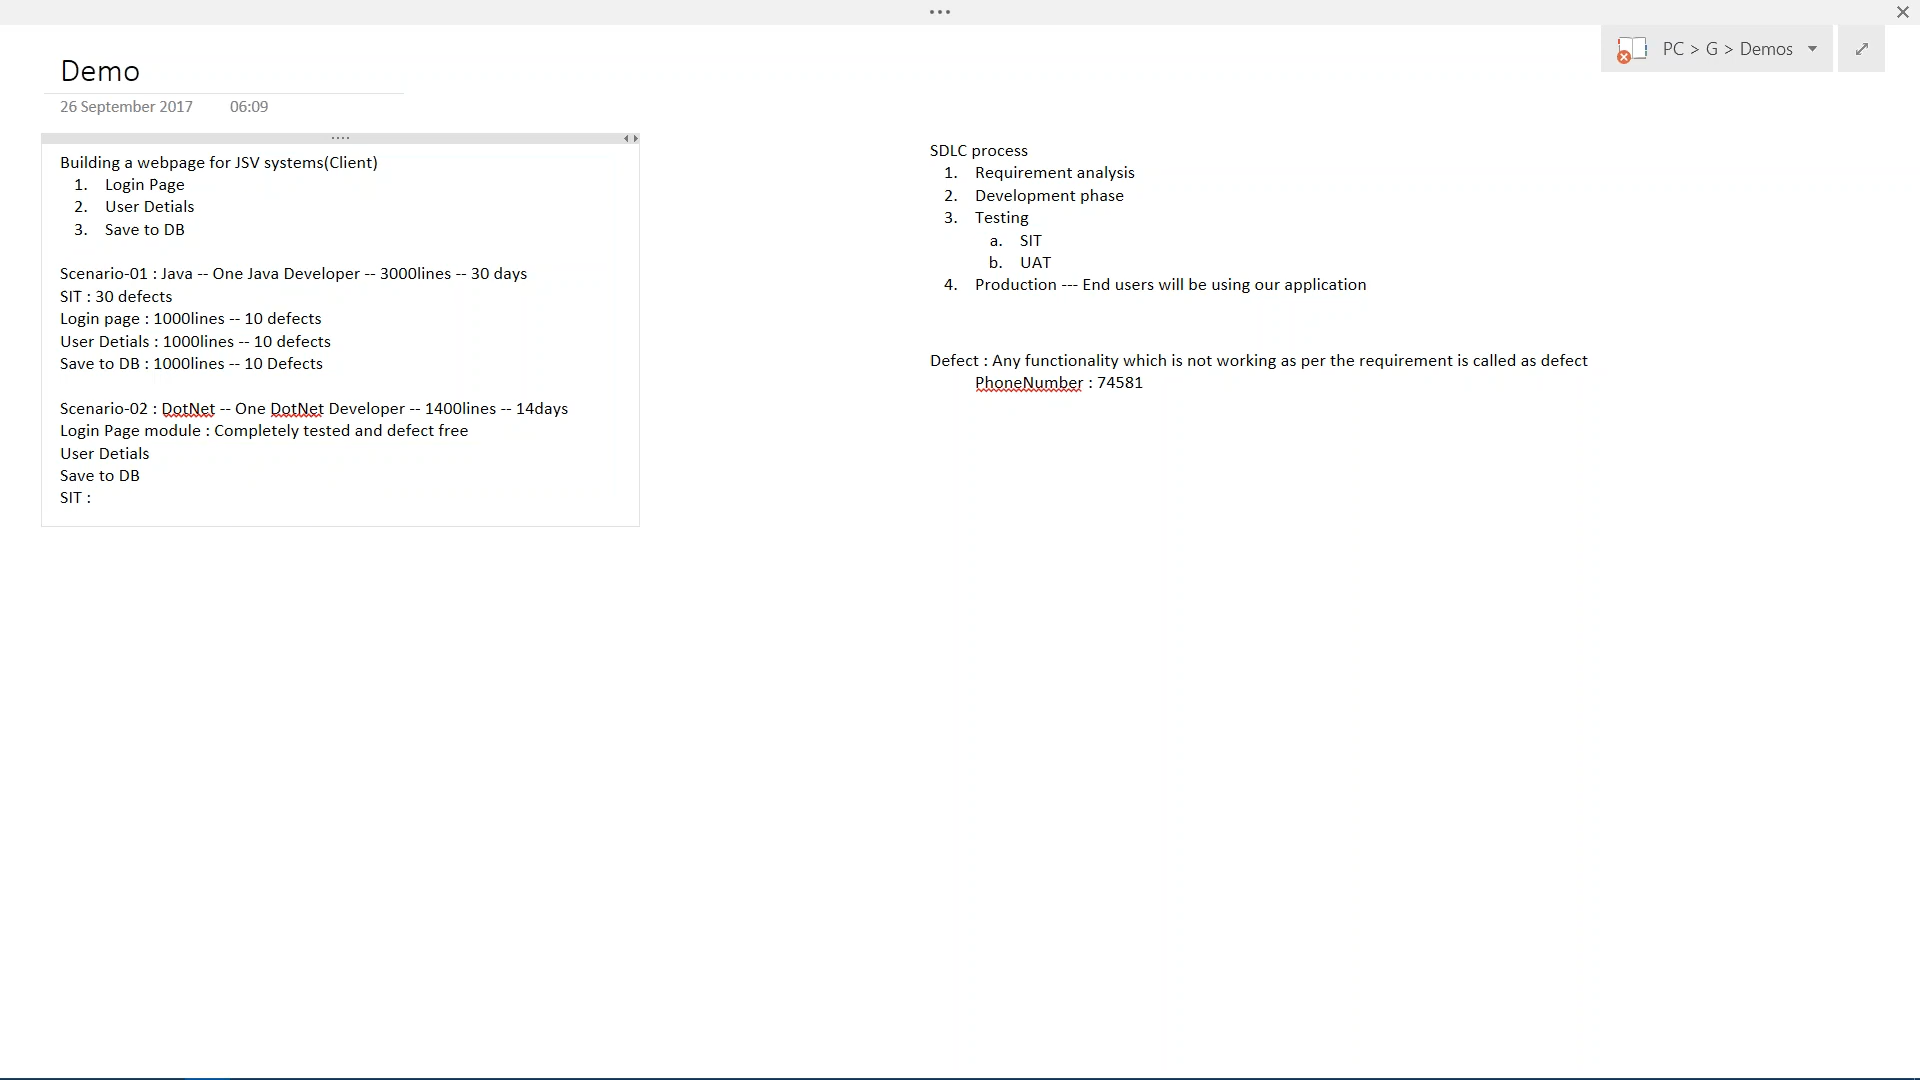 PC > G > Demos
Demo
26 September 2017 06:09
Building a webpage for JSV systems(Client)
1. Login Page
2. User Detials
3. Save to DB
Scenario-01 : Java -- One Java Developer -- 3000lines -- 30 days
SIT : 30 defects
Login page : 1000lines -- 10 defects
User Detials : 1000lines -- 10 defects
Save to DB : 1000lines -- 10 Defects
Scenario-02 : DotNet -- One DotNet Developer -- 1400lines -- 14days
Login Page module : Completely tested and defect free
User Detials
Save to DB
SIT :
SDLC process
1. Requirement analysis
2. Development phase
3. Testing
a. SIT
b. UAT
4. Production --- End users will be using our application
Defect : Any functionality which is not working as per the requirement is called as defect
PhoneNumber : 74581